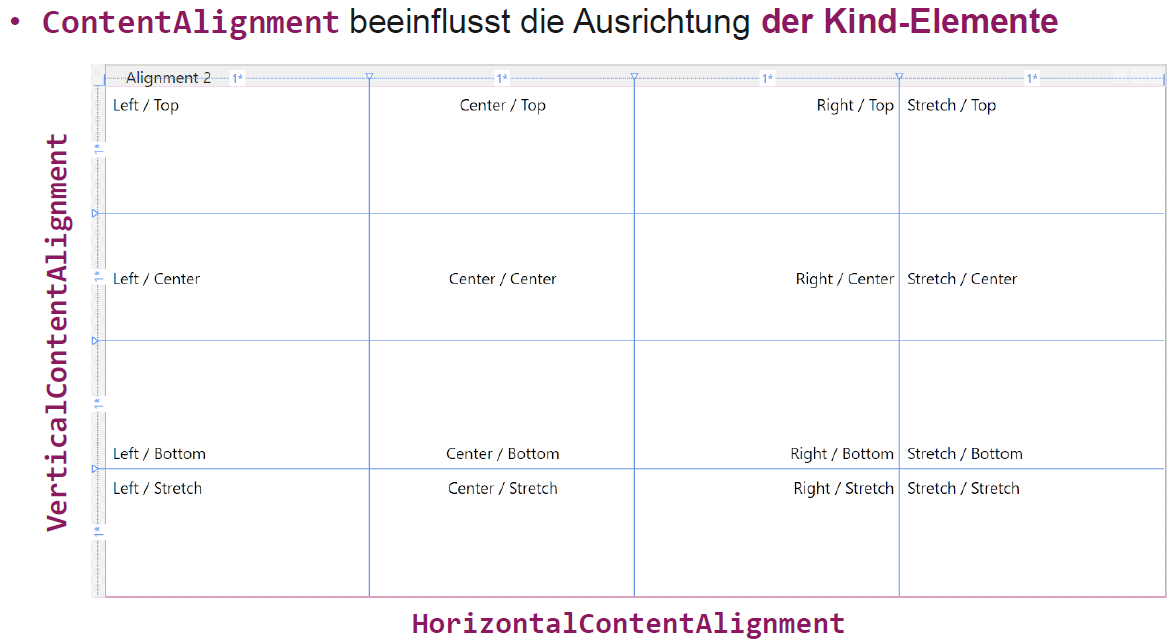 • ContentAlignment beeinflusst die Ausrichtung der Kind-Elemente
Alignment 2 1* 1* 1* 1*
Left / Top Center / Top Right / Top Stretch / Top
1*
VerticalContentAlignment
1*
Left / Center Center / Center Right / Center Stretch / Center
1*
Left / Bottom Center / Bottom Right / Bottom Stretch / Bottom
Left / Stretch Center / Stretch Right / Stretch Stretch / Stretch
1*
HorizontalContentAlignment